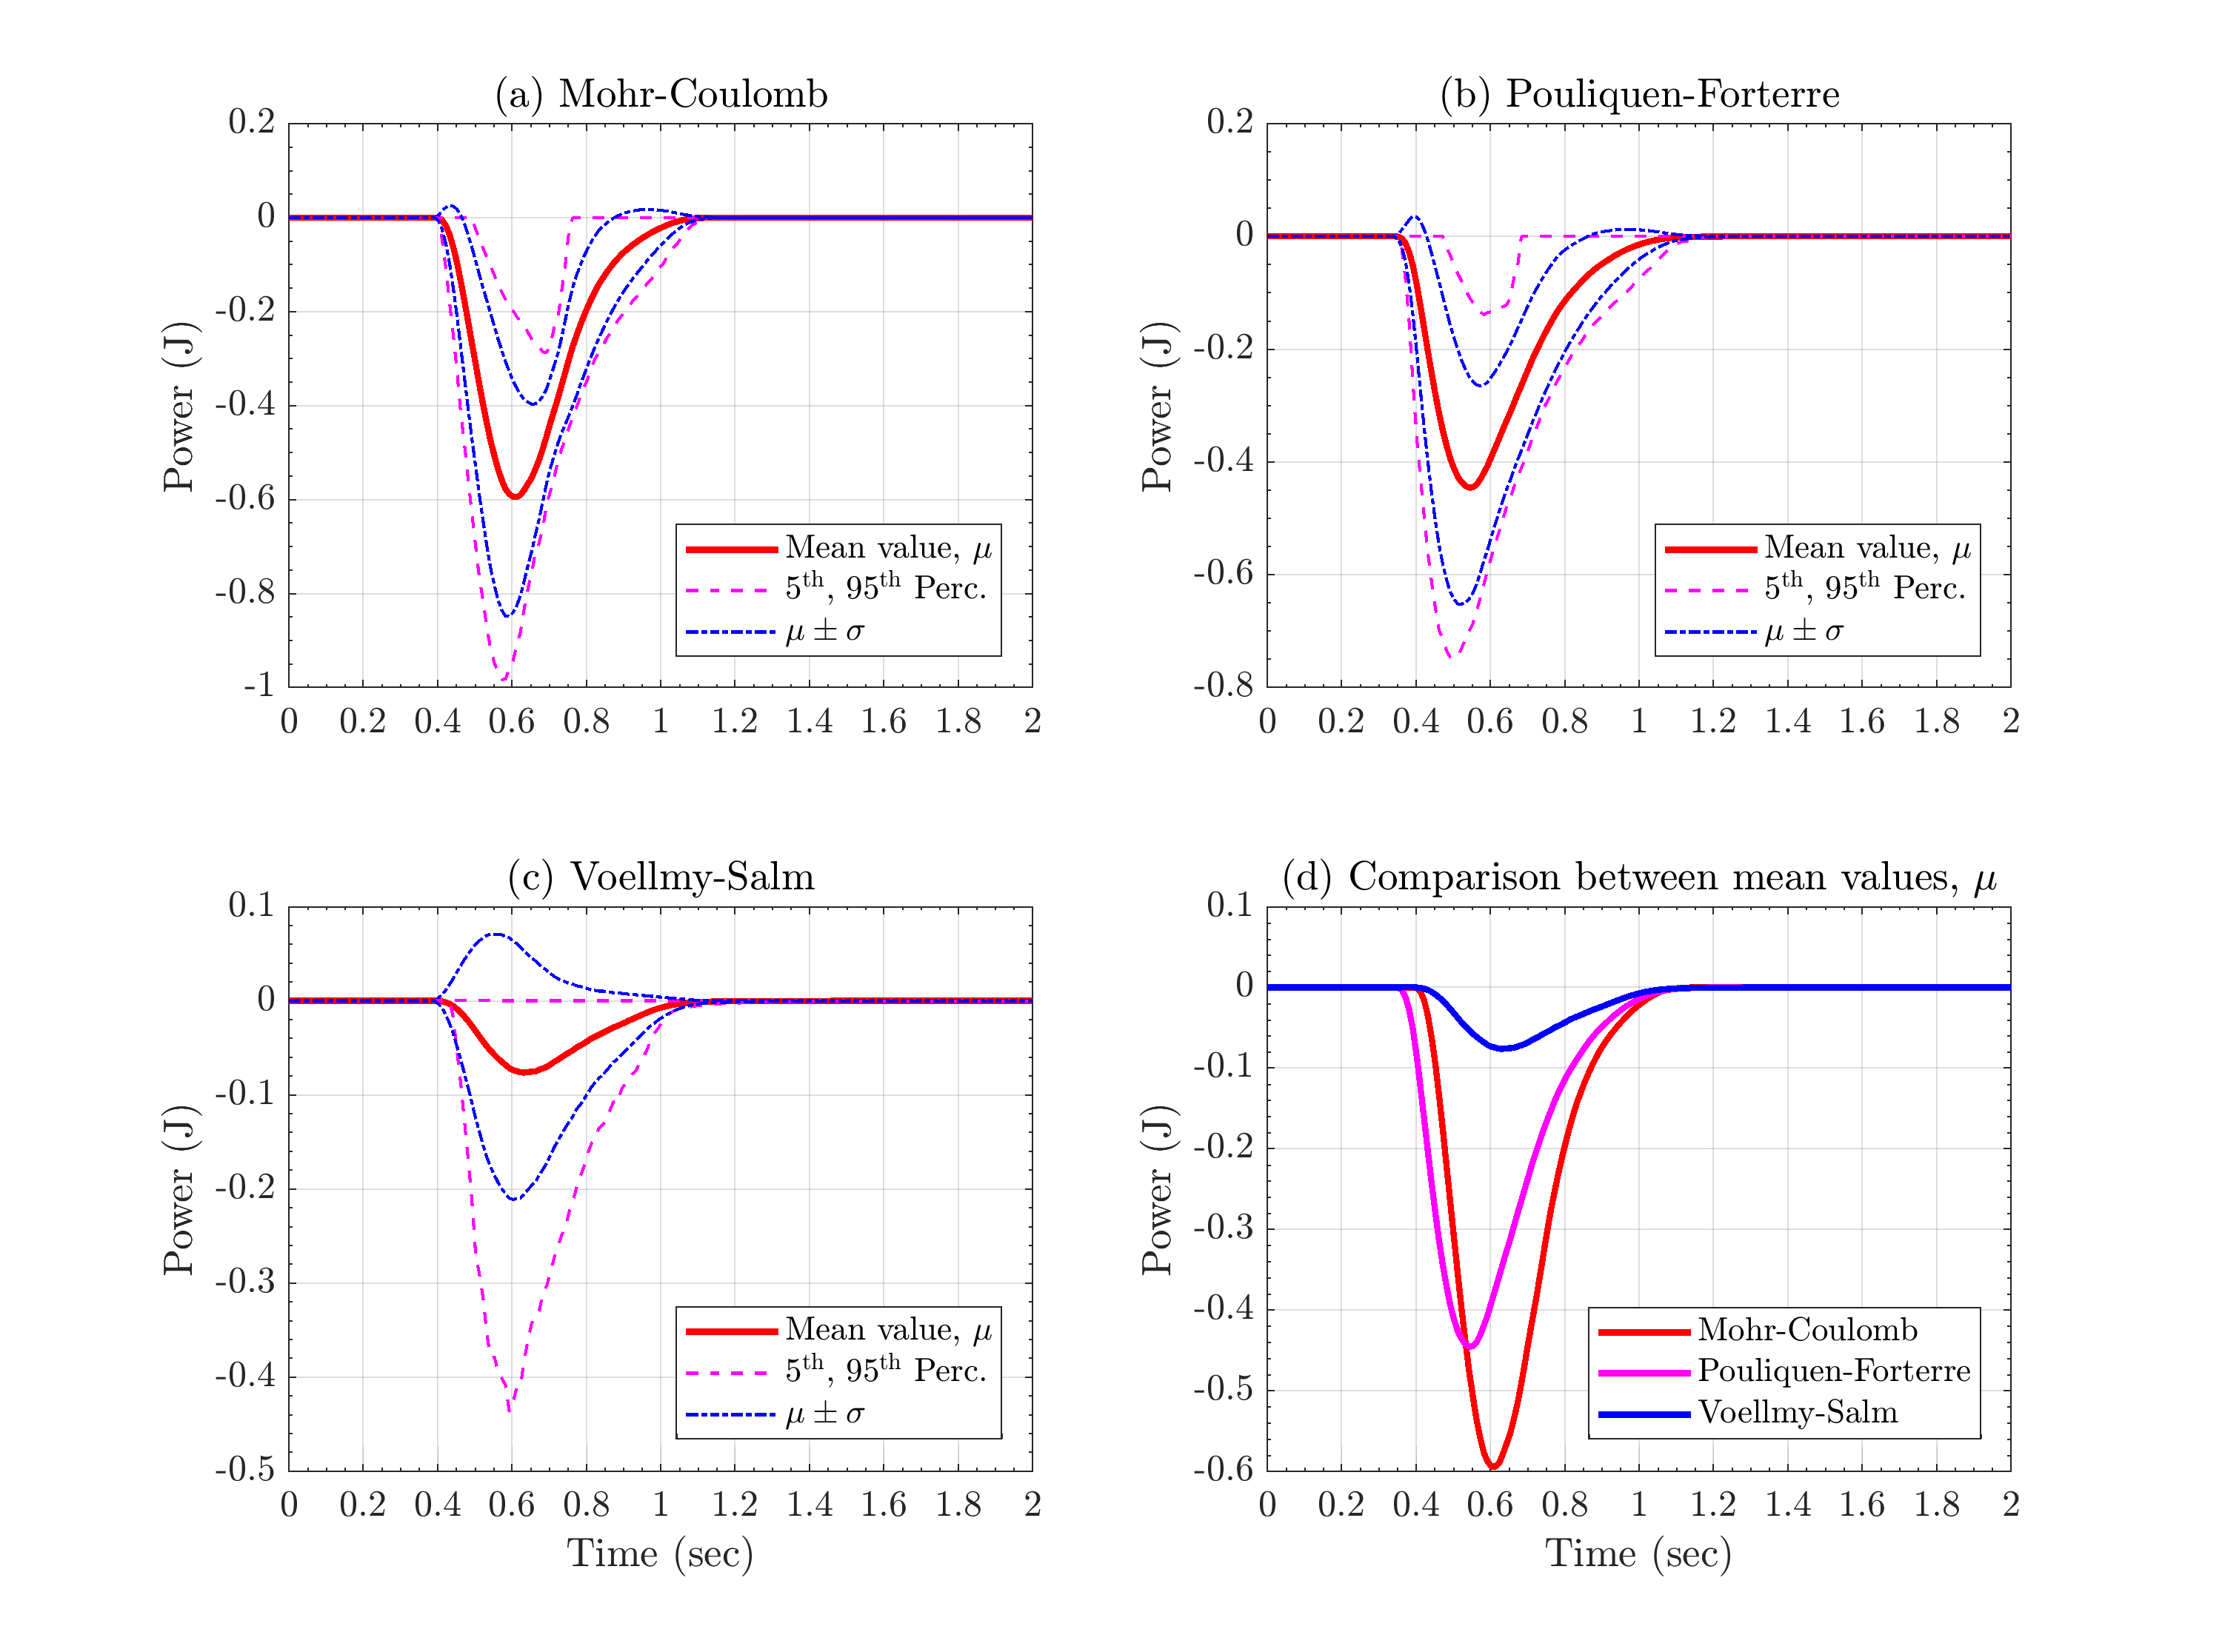 (a) Mohr-Coulomb
0.2
0
-0.2
-0.4
-0.6
-0.8
-1
Power (J)
0 0.2 0.4 0.6 0.8 1 1.2 1.4 1.6 1.8 2
Mean value, μ
5th, 95th Perc.
μ ± σ
(b) Pouliquen-Forterre
0.2
0
-0.2
-0.4
-0.6
-0.8
Power (J)
0 0.2 0.4 0.6 0.8 1 1.2 1.4 1.6 1.8 2
Mean value, μ
5th, 95th Perc.
μ ± σ
(c) Voellmy-Salm
0.1
0
-0.1
-0.2
-0.3
-0.4
-0.5
Power (J)
0 0.2 0.4 0.6 0.8 1 1.2 1.4 1.6 1.8 2
Time (sec)
Mean value, μ
5th, 95th Perc.
μ ± σ
(d) Comparison between mean values, μ
0.1
0
-0.1
-0.2
-0.3
-0.4
-0.5
-0.6
Power (J)
0 0.2 0.4 0.6 0.8 1 1.2 1.4 1.6 1.8 2
Time (sec)
Mohr-Coulomb
Pouliquen-Forterre
Voellmy-Salm